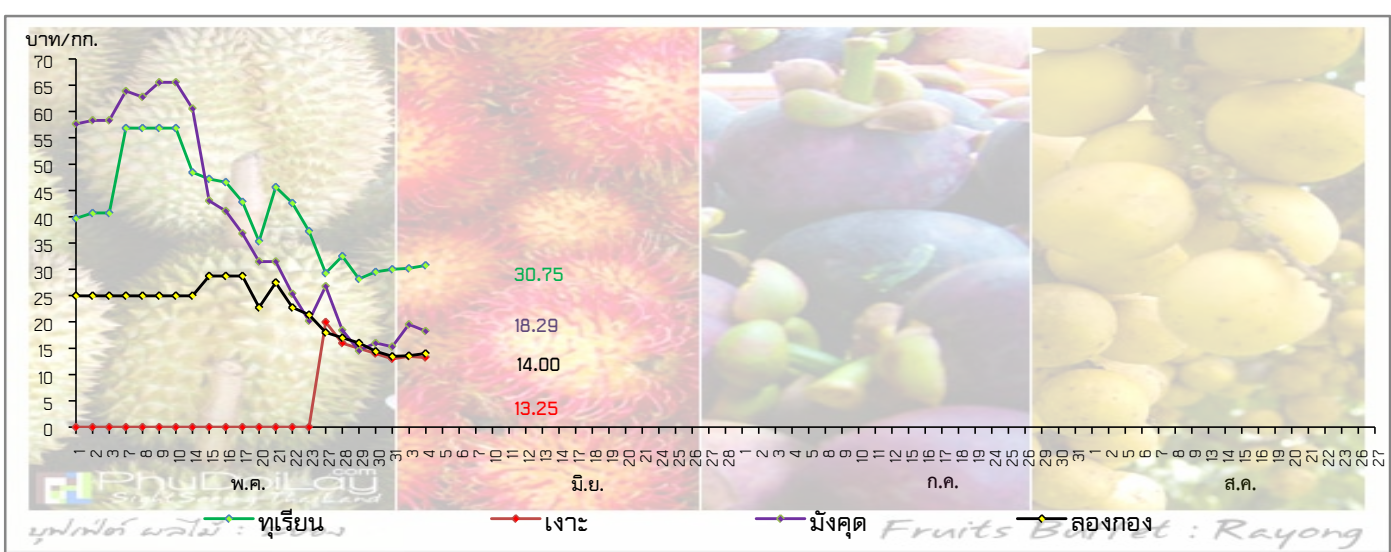 บาท/กก.
70
65
60
55
50
45
40
35
30
25
20
15
10
5
0
30.75
18.29
14.00
13.25
1 2 3 7 8 9 10 14 15 16 17 20 21 22 23 27 28 29 30 31 3 4 5 6 7 10 11 12 13 14 17 18 19 20 21 24 25 26 27 28 1 2 3 4 5 8 9 10 11 12 15 16 17 18 19 24 25 26 29 30 31 1 2 5 6 7 8 9 13 14 15 16 19 20 21 22 23 26 27
พ.ค. มิ.ย. ก.ค. ส.ค.
PhuDoiLay.com
SightSeeing Thailand
ทุเรียน เงาะ มังคุด ลองกอง
บุฟเฟ่ต์ ผลไม้ : ระยอง Fruits Buffet : Rayong